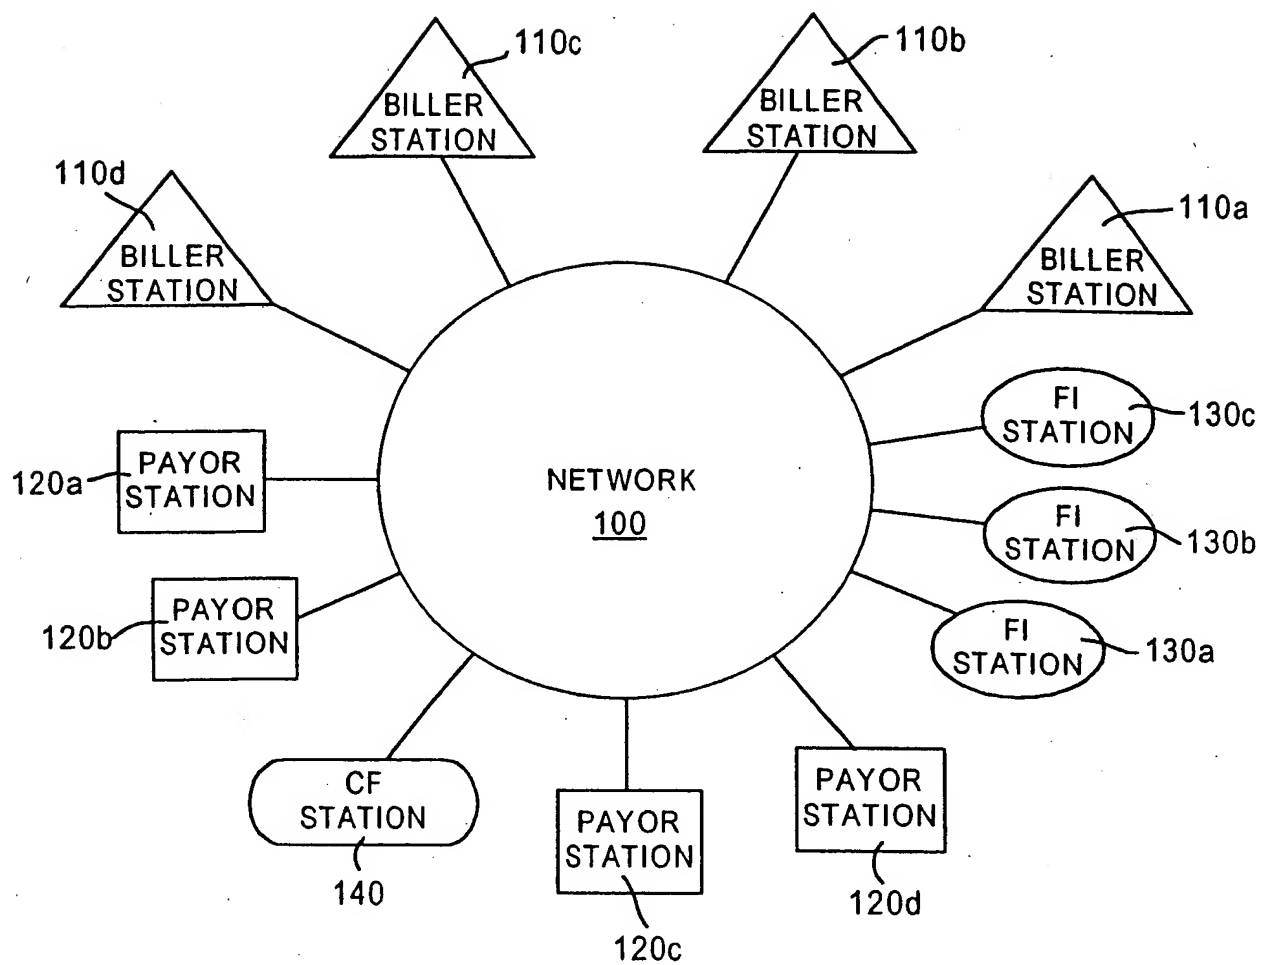 110c
BILLER
STATION
110b
BILLER
STATION
110d
BILLER
STATION
110a
BILLER
STATION
FI
STATION
130c
PAYOR
STATION
120a
NETWORK
100
FI
STATION
130b
PAYOR
STATION
120b
FI
STATION
130a
CF
STATION
140
PAYOR
STATION
120c
PAYOR
STATION
120d